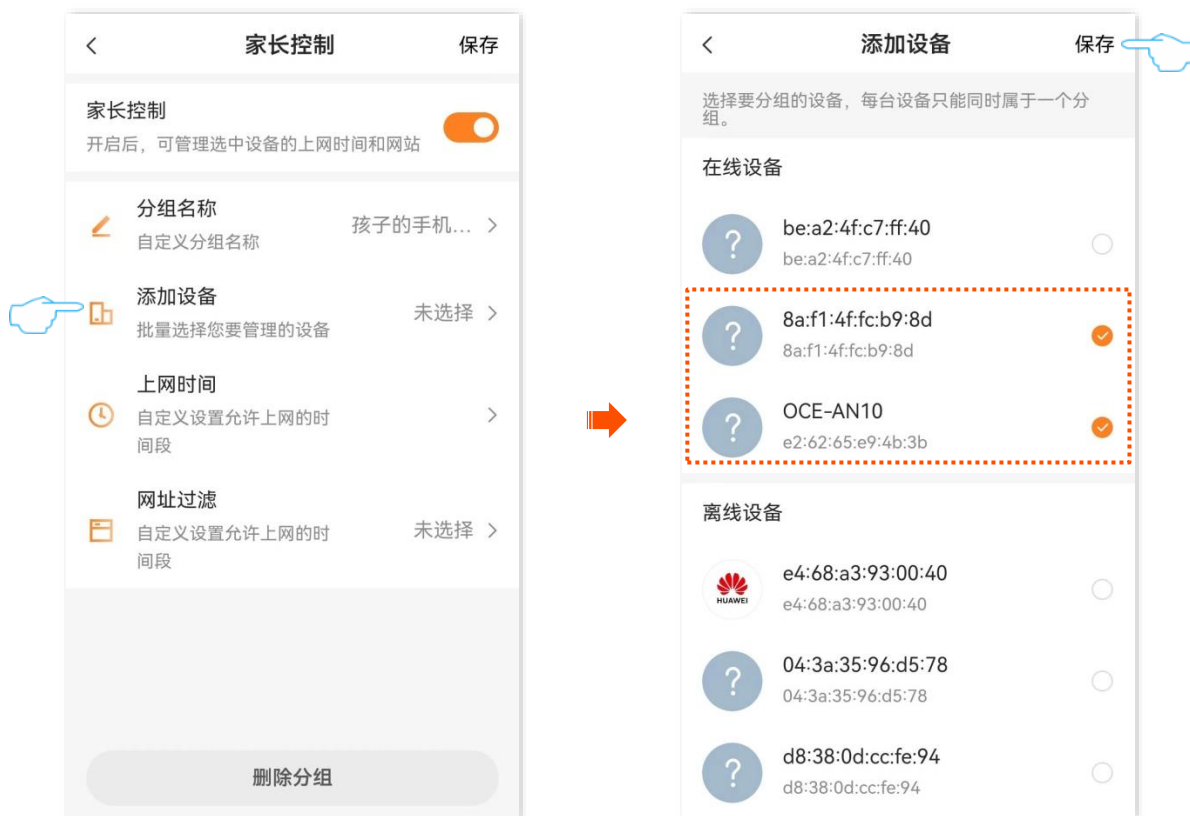 家长控制
保存
家长控制
开启后，可管理选中设备的上网时间和网站
分组名称
自定义分组名称
孩子的手机...
添加设备
批量选择您要管理的设备
未选择
上网时间
自定义设置允许上网的时
间段
网址过滤
自定义设置允许上网的时
间段
未选择
删除分组
添加设备
保存
选择要分组的设备，每台设备只能同时属于一个分
组。
在线设备
be:a2:4f:c7:ff:40
be:a2:4f:c7:ff:40
8a:f1:4f:fc:b9:8d
8a:f1:4f:fc:b9:8d
OCE-AN10
e2:62:65:e9:4b:3b
离线设备
HUAWEI
e4:68:a3:93:00:40
e4:68:a3:93:00:40
04:3a:35:96:d5:78
04:3a:35:96:d5:78
d8:38:0d:cc:fe:94
d8:38:0d:cc:fe:94